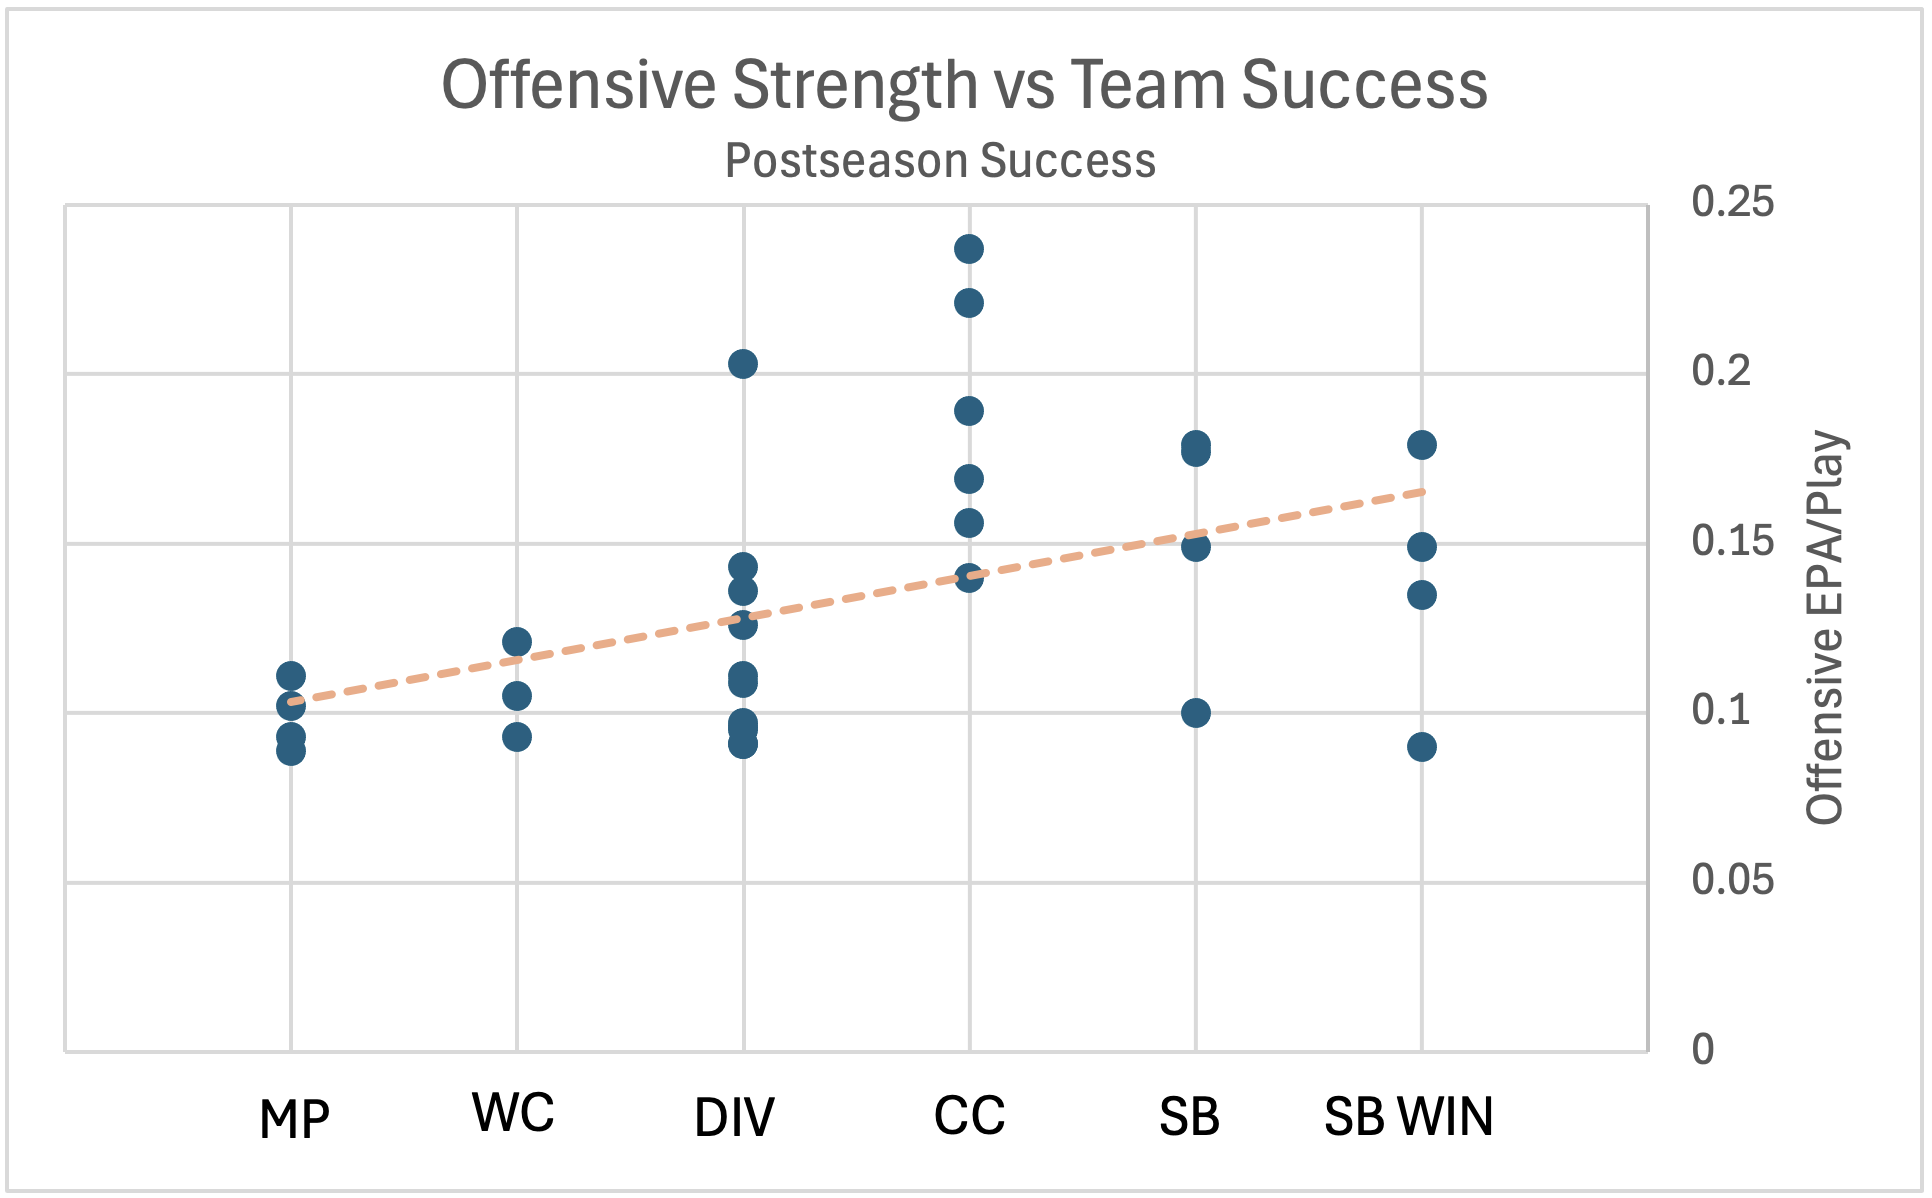 Offensive Strength vs Team Success
Postseason Success
0.25
0.2
0.15
0.1
0.05
0
Offensive EPA/Play
MP WC DIV CC SB SB WIN